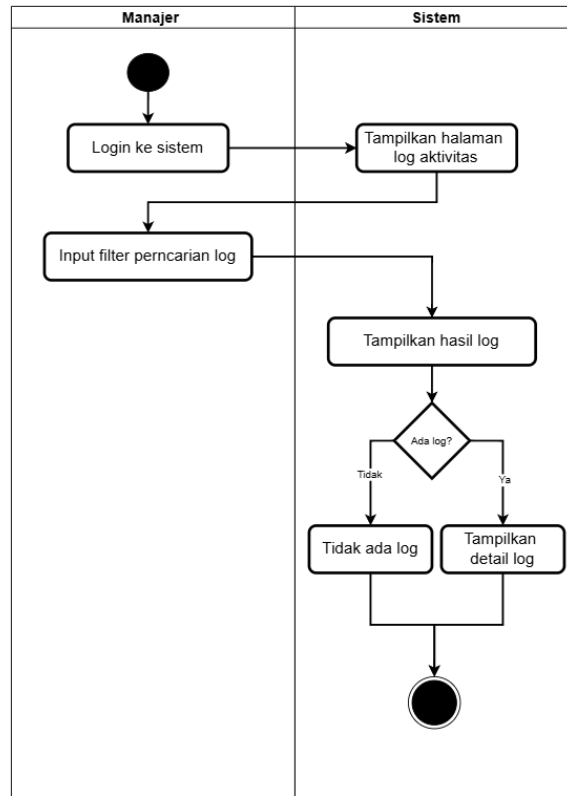 Manajer
Sistem
Login ke sistem
Tampilkan halaman
log aktivitas
Input filter perncarian log
Tampilkan hasil log
Ada log?
Tidak
Ya
Tidak ada log
Tampilkan
detail log